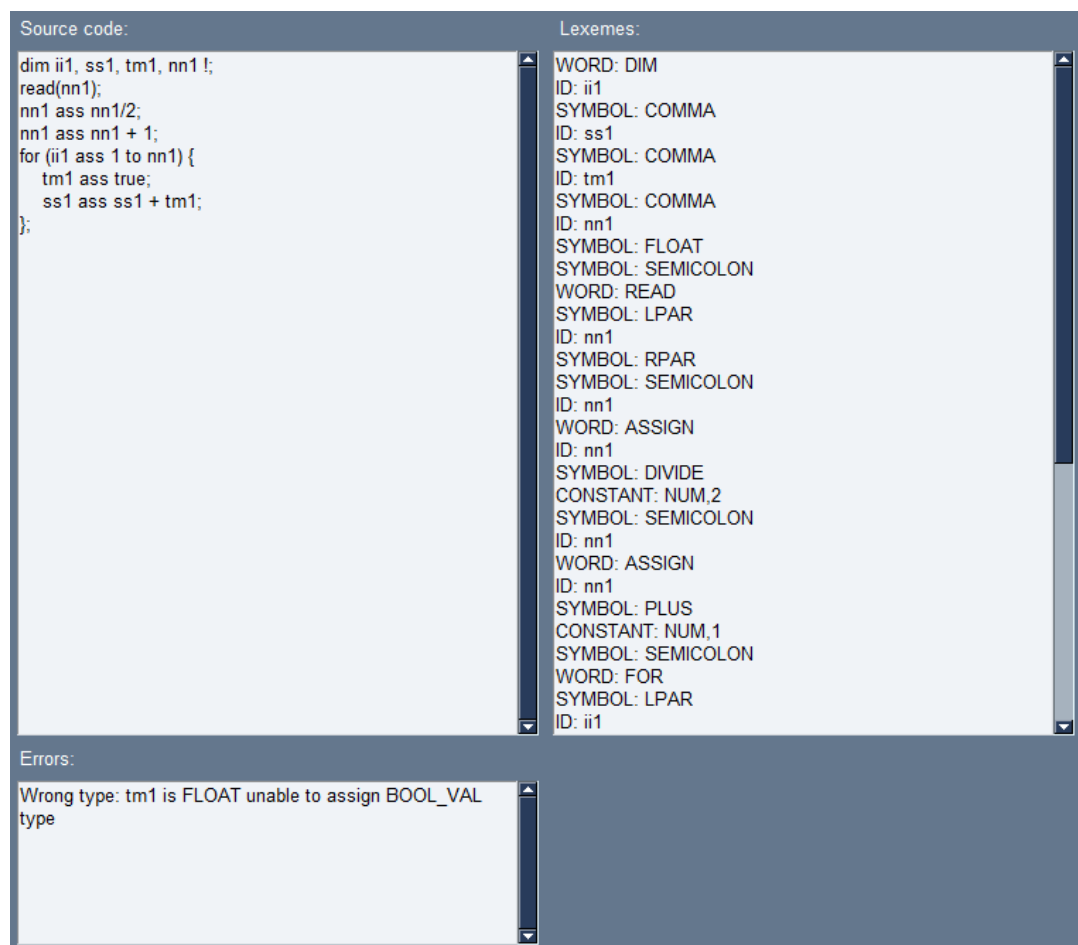 Source code:
dim ii1, ss1, tm1, nn1 !;
read(nn1);
nn1 ass nn1/2;
nn1 ass nn1 + 1;
for (ii1 ass 1 to nn1) {
tm1 ass true;
ss1 ass ss1 + tm1;
};
Lexemes:
WORD: DIM
ID: ii1
SYMBOL: COMMA
ID: ss1
SYMBOL: COMMA
ID: tm1
SYMBOL: COMMA
ID: nn1
SYMBOL: FLOAT
SYMBOL: SEMICOLON
WORD: READ
SYMBOL: LPAR
ID: nn1
SYMBOL: RPAR
SYMBOL: SEMICOLON
ID: nn1
WORD: ASSIGN
ID: nn1
SYMBOL: DIVIDE
CONSTANT: NUM,2
SYMBOL: SEMICOLON
ID: nn1
WORD: ASSIGN
ID: nn1
SYMBOL: PLUS
CONSTANT: NUM,1
SYMBOL: SEMICOLON
WORD: FOR
SYMBOL: LPAR
ID: ii1
Errors:
Wrong type: tm1 is FLOAT unable to assign BOOL_VAL
type